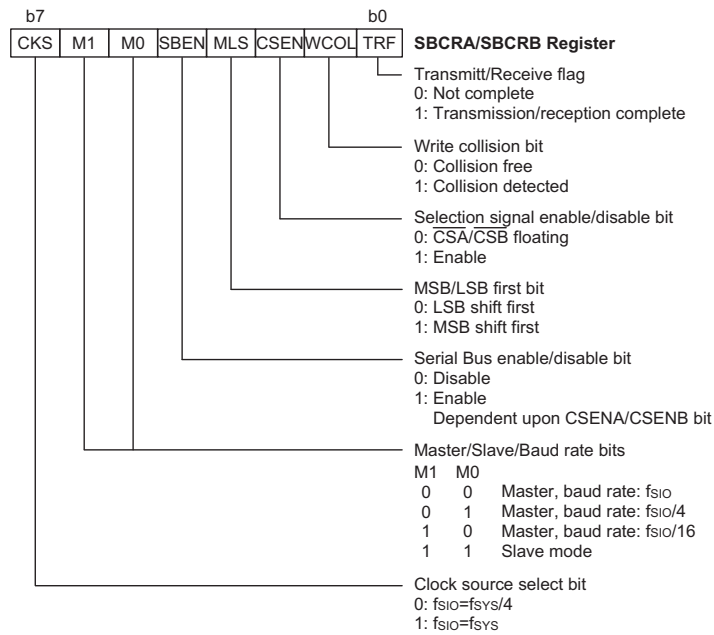 b7 b0
CKS M1 M0 SBEN MLS CSEN WCOL TRF SBCRA/SBCRB Register
Transmitt/Receive flag
0: Not complete
1: Transmission/reception complete
Write collision bit
0: Collision free
1: Collision detected
Selection signal enable/disable bit
0: CSA/CSB floating
1: Enable
MSB/LSB first bit
0: LSB shift first
1: MSB shift first
Serial Bus enable/disable bit
0: Disable
1: Enable
Dependent upon CSENA/CSENB bit
Master/Slave/Baud rate bits
M1 M0
0 0 Master, baud rate: fSIO
0 1 Master, baud rate: fSIO/4
1 0 Master, baud rate: fSIO/16
1 1 Slave mode
Clock source select bit
0: fSIO=fSYS/4
1: fSIO=fSYS